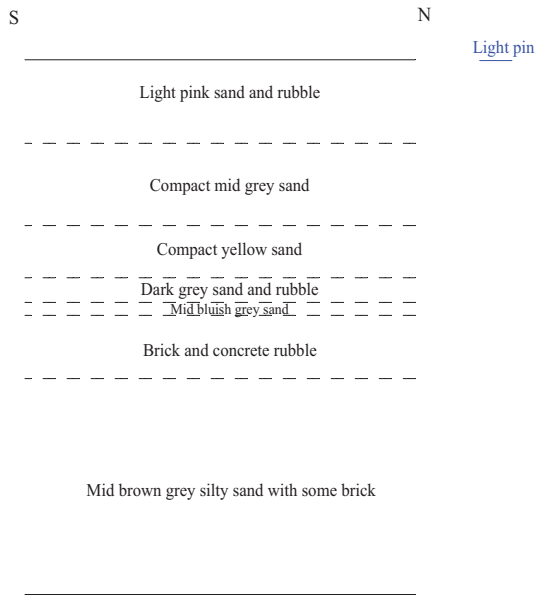 S
N
Light pin
Light pink sand and rubble
Compact mid grey sand
Compact yellow sand
Dark grey sand and rubble
Mid bluish grey sand
Brick and concrete rubble
Mid brown grey silty sand with some brick